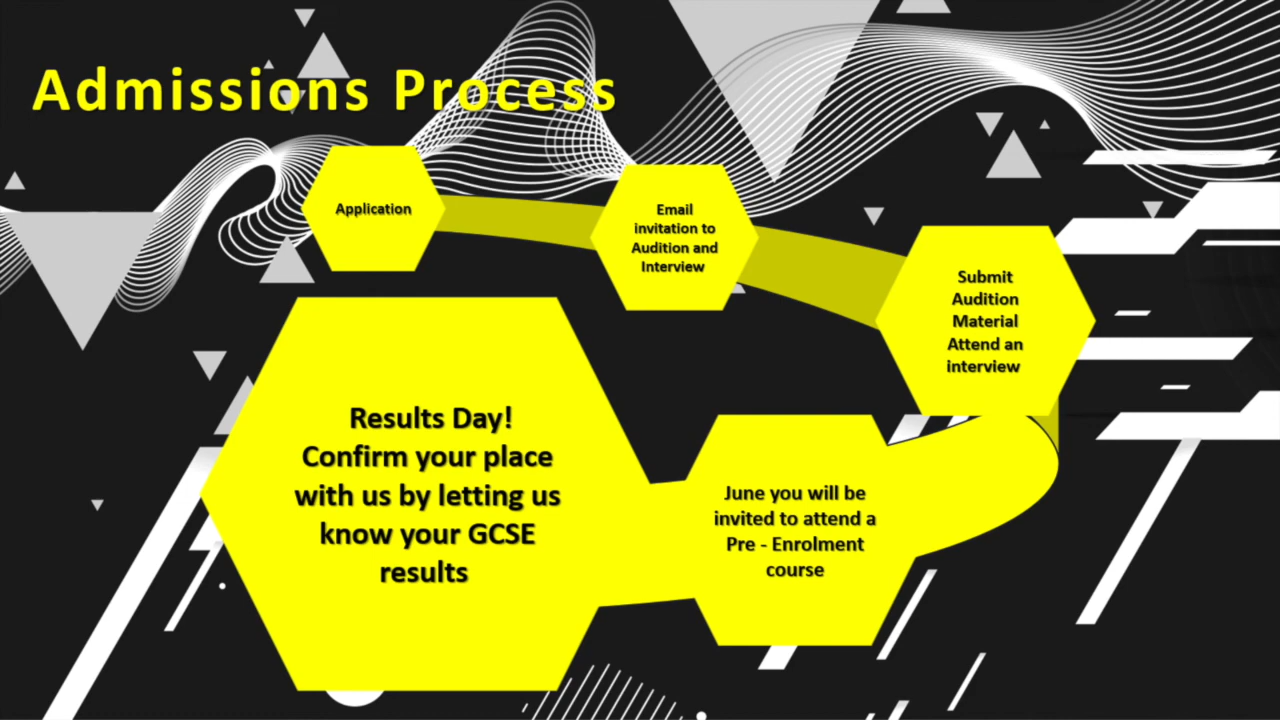 Admissions Process
Application
Email
invitation to
Audition and
Interview
Submit
Audition
Material
Attend an
interview
June you will be
invited to attend a
Pre - Enrolment
course
Results Day!
Confirm your place
with us by letting us
know your GCSE
results